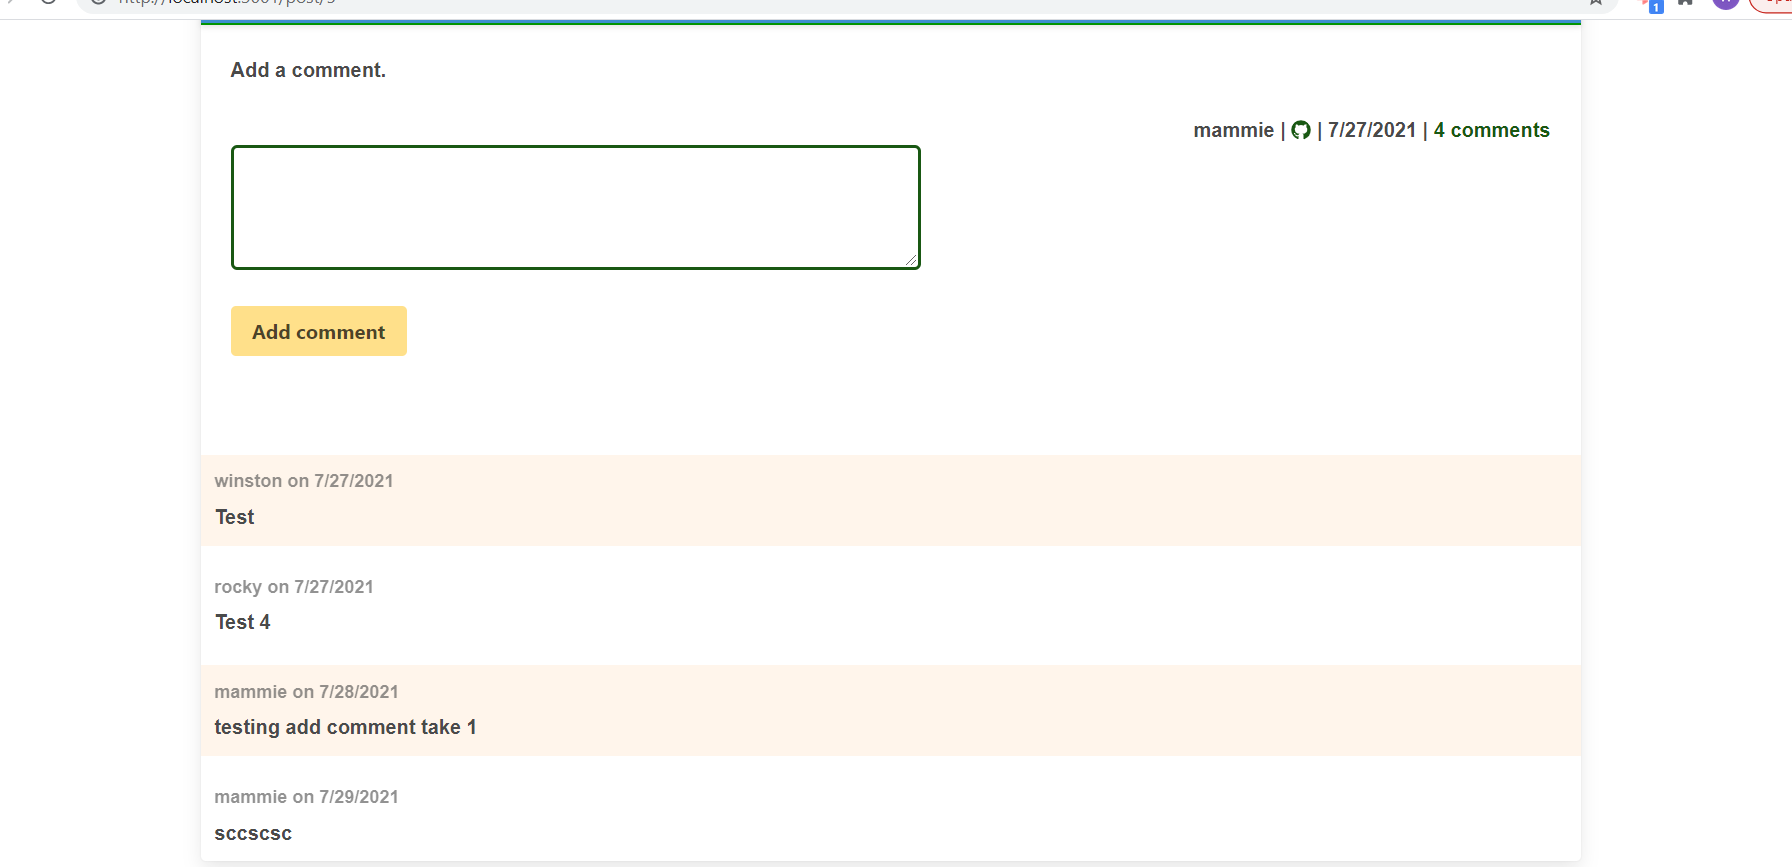 Add a comment.
mammie | | 7/27/2021 | 4 comments
Add comment
winston on 7/27/2021
Test
rocky on 7/27/2021
Test 4
mammie on 7/28/2021
testing add comment take 1
mammie on 7/29/2021
sccscsc
1